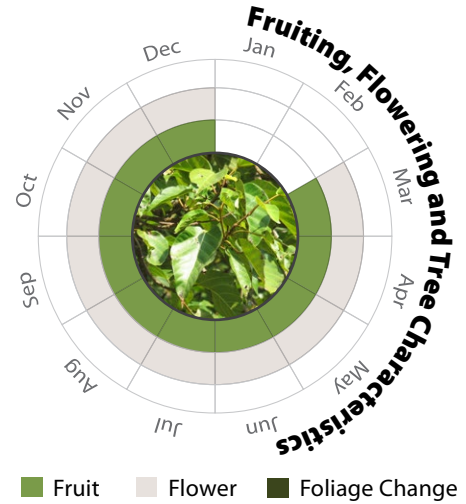 Fruiting, Flowering and Tree Characteristics
Jan
Feb
Mar
Apr
May
Jun
Jul
Aug
Sep
Oct
Nov
Dec
Fruit
Flower
Foliage Change